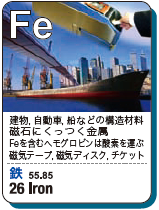 Fe
建物, 自動車, 船などの構造材料
磁石にくっつく金属
Feを含むヘモグロビンは酸素を運ぶ
磁気テープ, 磁気ディスク, チケット
鉄 55.85
26 Iron